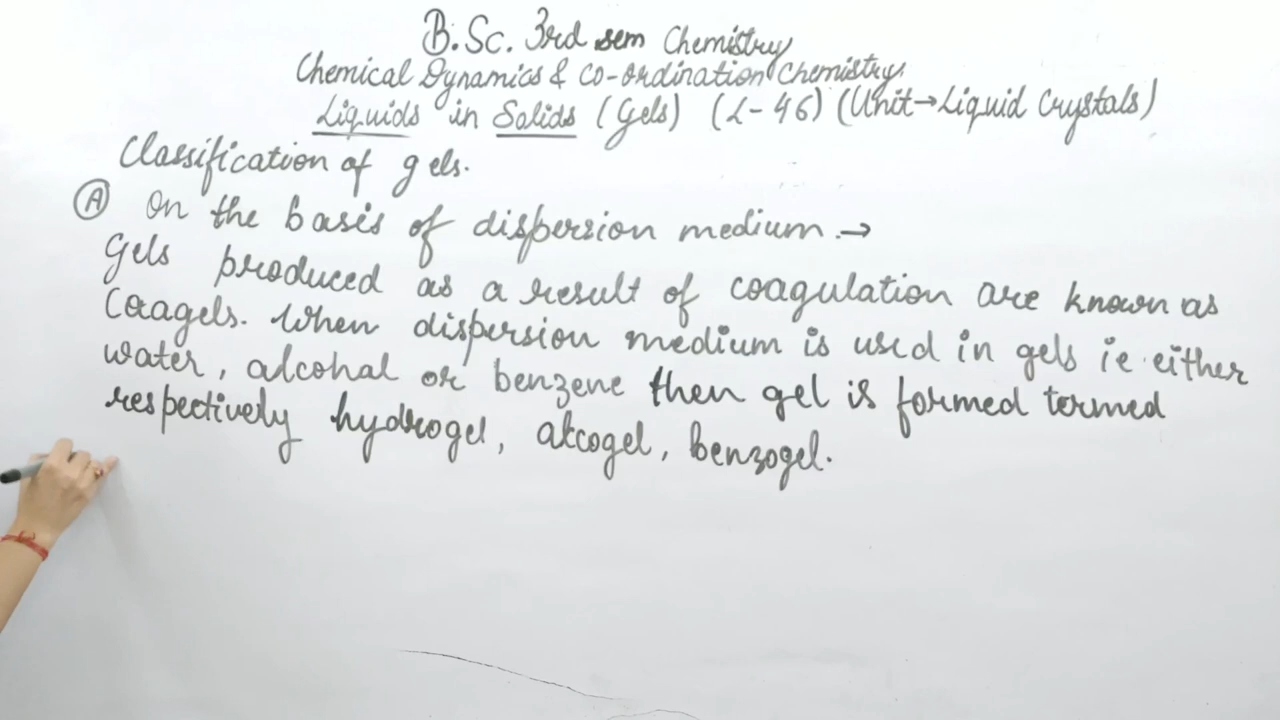 B.Sc. 3rd sem Chemistry
Chemical Dynamics & Co-ordination Chemistry
Liquids in Solids (Gels) (L-46) (Unit→Liquid Crystals)
Classification of gels.
(A) On the basis of dispersion medium.→
Gels produced as a result of coagulation are known as
Coagels. When dispersion medium is used in gels ie either
water, alcohal or benzene then gel is formed termed
respectively hydrogel, alcogel, benzogel.